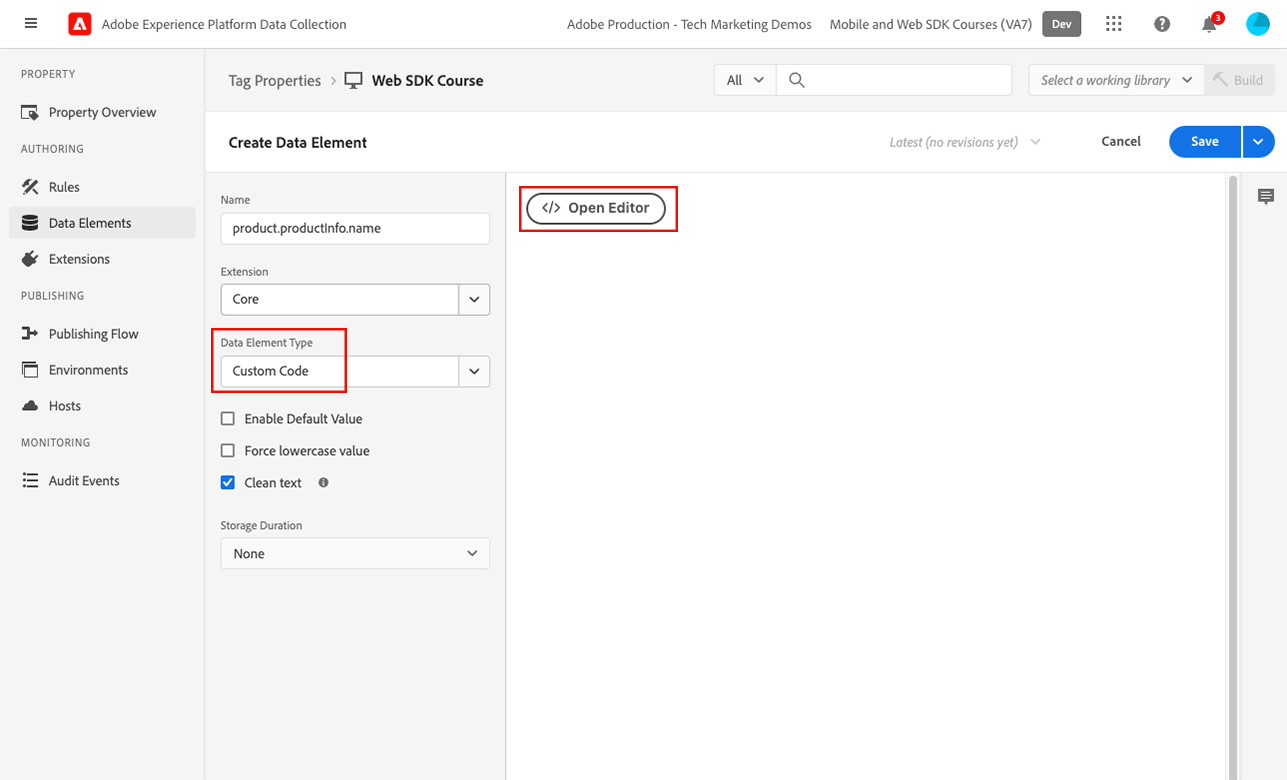 Adobe Experience Platform Data Collection
Adobe Production - Tech Marketing Demos
Mobile and Web SDK Courses (VA7)
Dev
3
PROPERTY
Property Overview
AUTHORING
Rules
Data Elements
Extensions
PUBLISHING
Publishing Flow
Environments
Hosts
MONITORING
Audit Events
Tag Properties
Web SDK Course
All
Select a working library
Build
Create Data Element
Latest (no revisions yet)
Cancel
Save
Name
product.productInfo.name
Extension
Core
Data Element Type
Custom Code
Enable Default Value
Force lowercase value
Clean text
Storage Duration
None
</> Open Editor